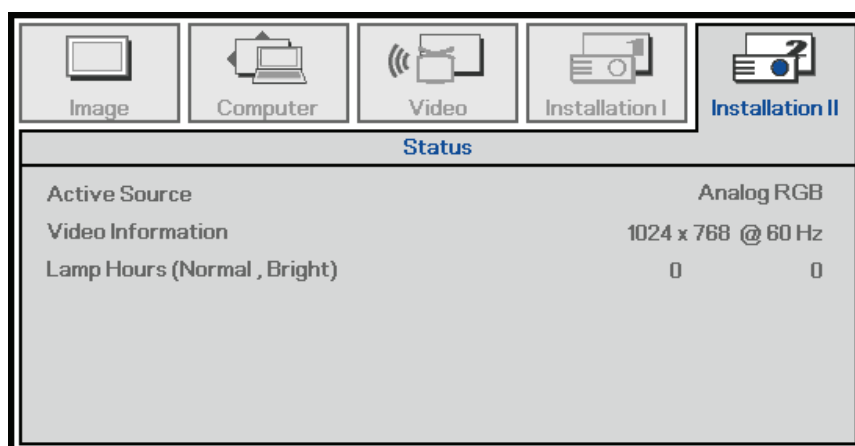 Image Computer Video Installation I Installation II
Status
Active Source Analog RGB
Video Information 1024 x 768 @ 60 Hz
Lamp Hours (Normal , Bright) 0 0